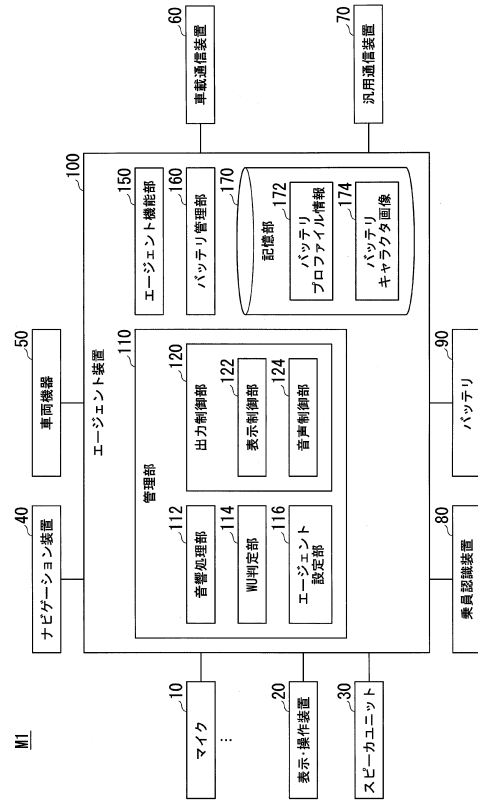 M1
マイク
10
⋮
表示・操作装置
20
スピーカユニット
30
ナビゲーション装置
40
車両機器
50
エージェント装置
100
管理部
110
音響処理部
112
WU判定部
114
エージェント
設定部
116
出力制御部
120
表示制御部
122
音声制御部
124
エージェント機能部
150
バッテリ管理部
160
記憶部
170
バッテリ
プロファイル情報
172
バッテリ
キャラクタ画像
174
車載通信装置
60
汎用通信装置
70
乗員認識装置
80
バッテリ
90